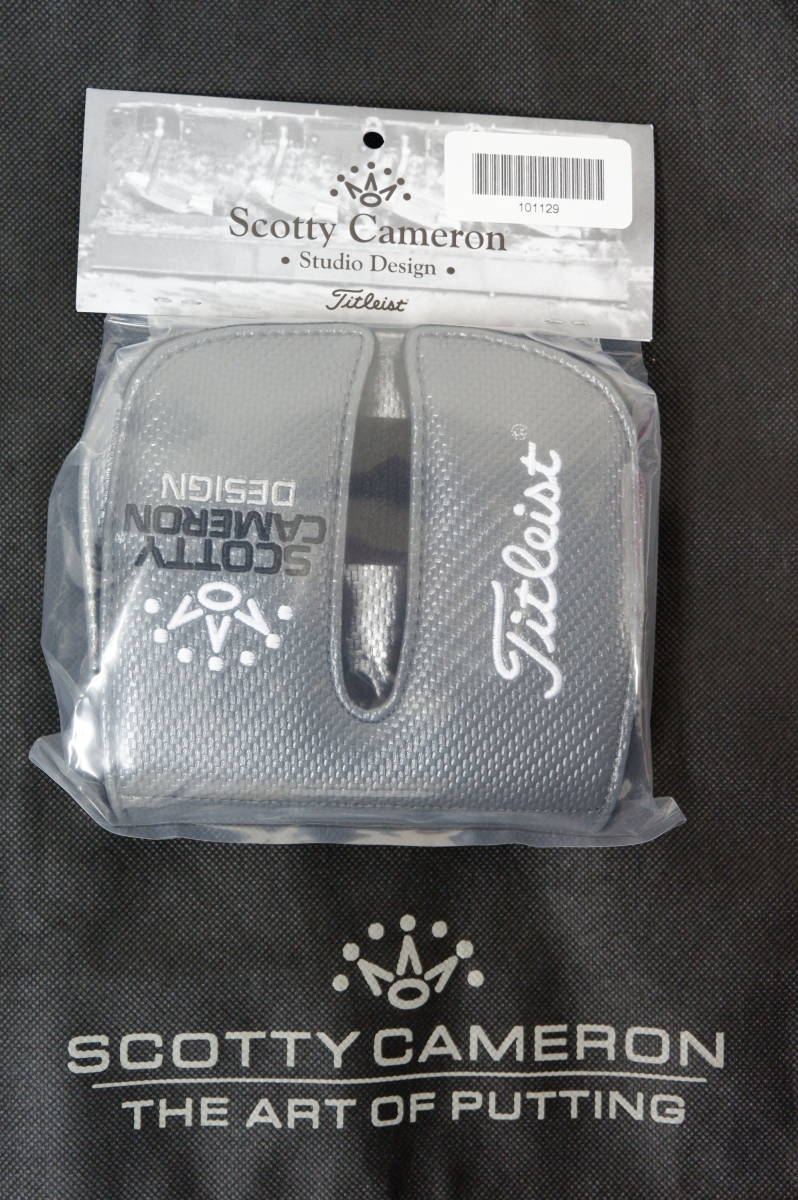 101129
Scotty Cameron
• Studio Design •
Titleist
SCOTTY
CAMERON
DESIGN
Titleist®
SCOTTY CAMERON
THE ART OF PUTTING